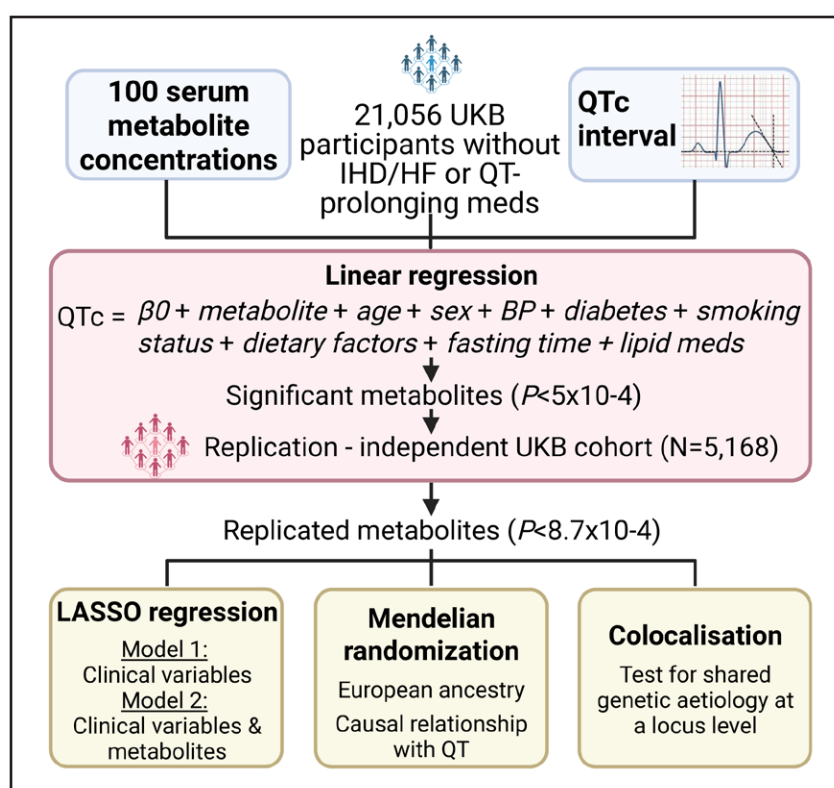 100 serum
metabolite
concentrations
21,056 UKB
participants without
IHD/HF or QT-
prolonging meds
QTc
interval
Linear regression
QTc = β0 + metabolite + age + sex + BP + diabetes + smoking
status + dietary factors + fasting time + lipid meds
Significant metabolites (P<5x10-4)
Replication - independent UKB cohort (N=5,168)
Replicated metabolites (P<8.7x10-4)
LASSO regression
Model 1:
Clinical variables
Model 2:
Clinical variables &
metabolites
Mendelian
randomization
European ancestry
Causal relationship
with QT
Colocalisation
Test for shared
genetic aetiology at
a locus level